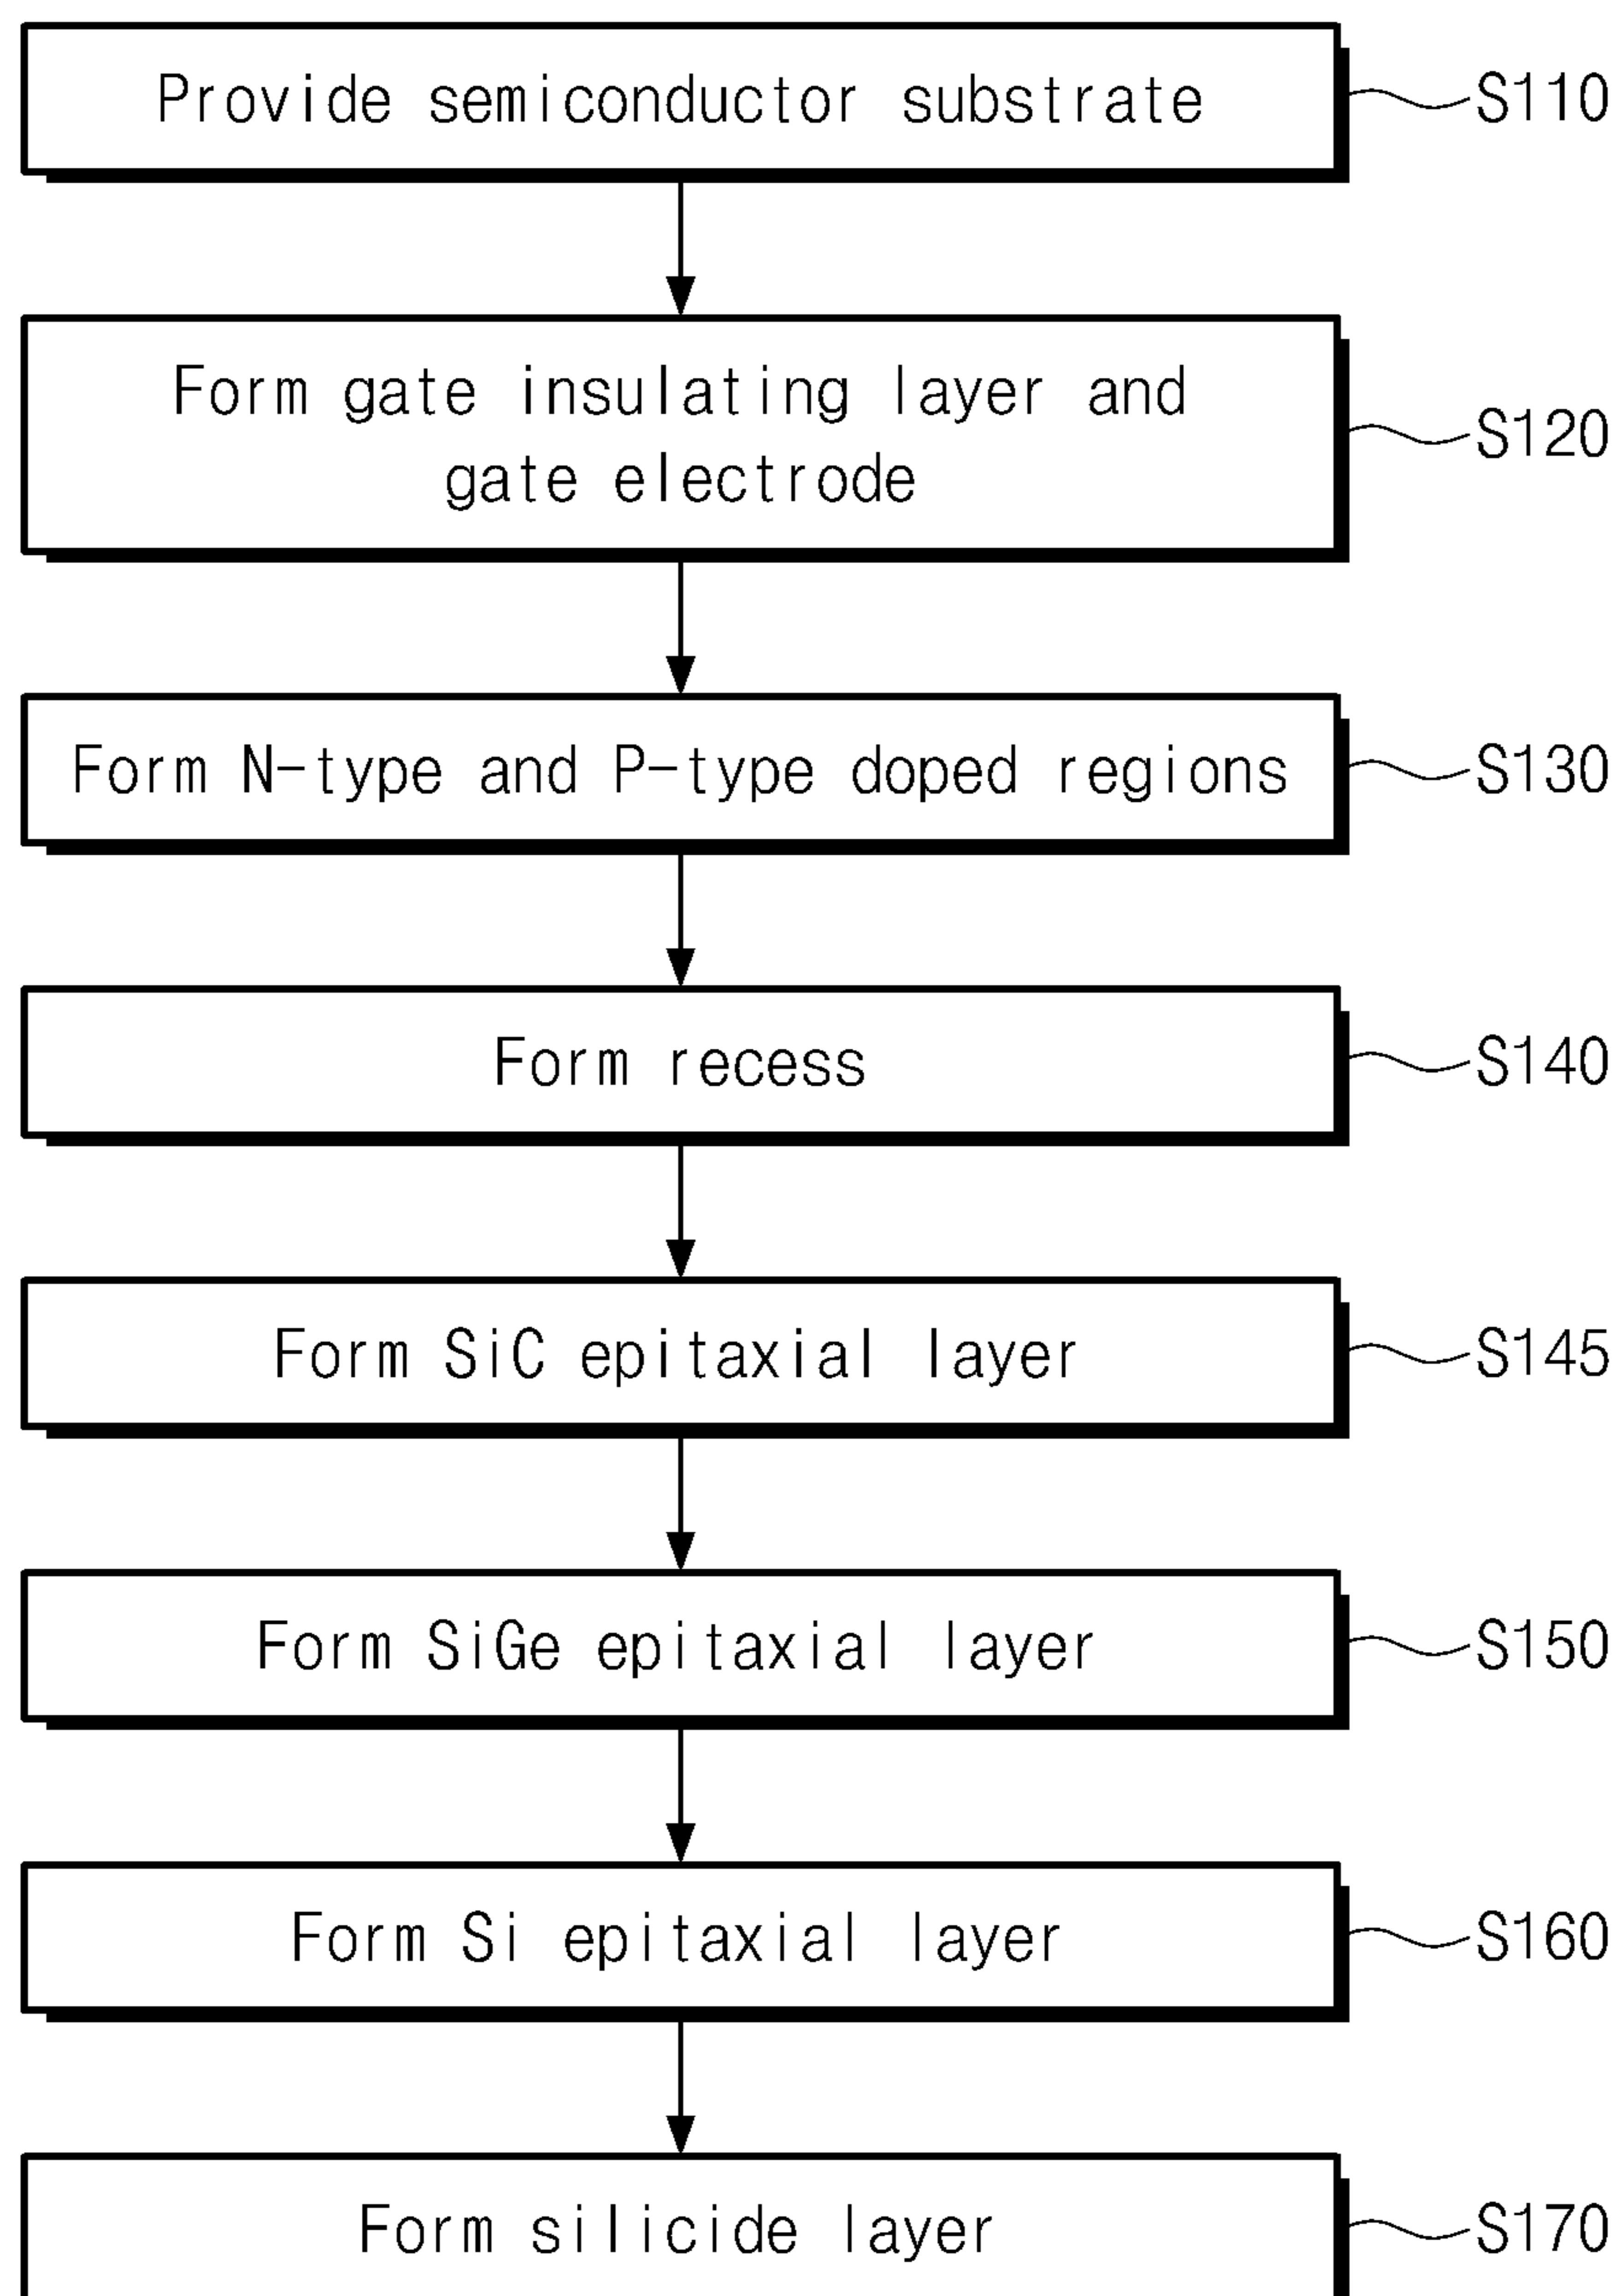 Provide semiconductor substrate
S110
Form gate insulating layer and
gate electrode
S120
Form N-type and P-type doped regions
S130
Form recess
S140
Form SiC epitaxial layer
S145
Form SiGe epitaxial layer
S150
Form Si epitaxial layer
S160
Form silicide layer
S170